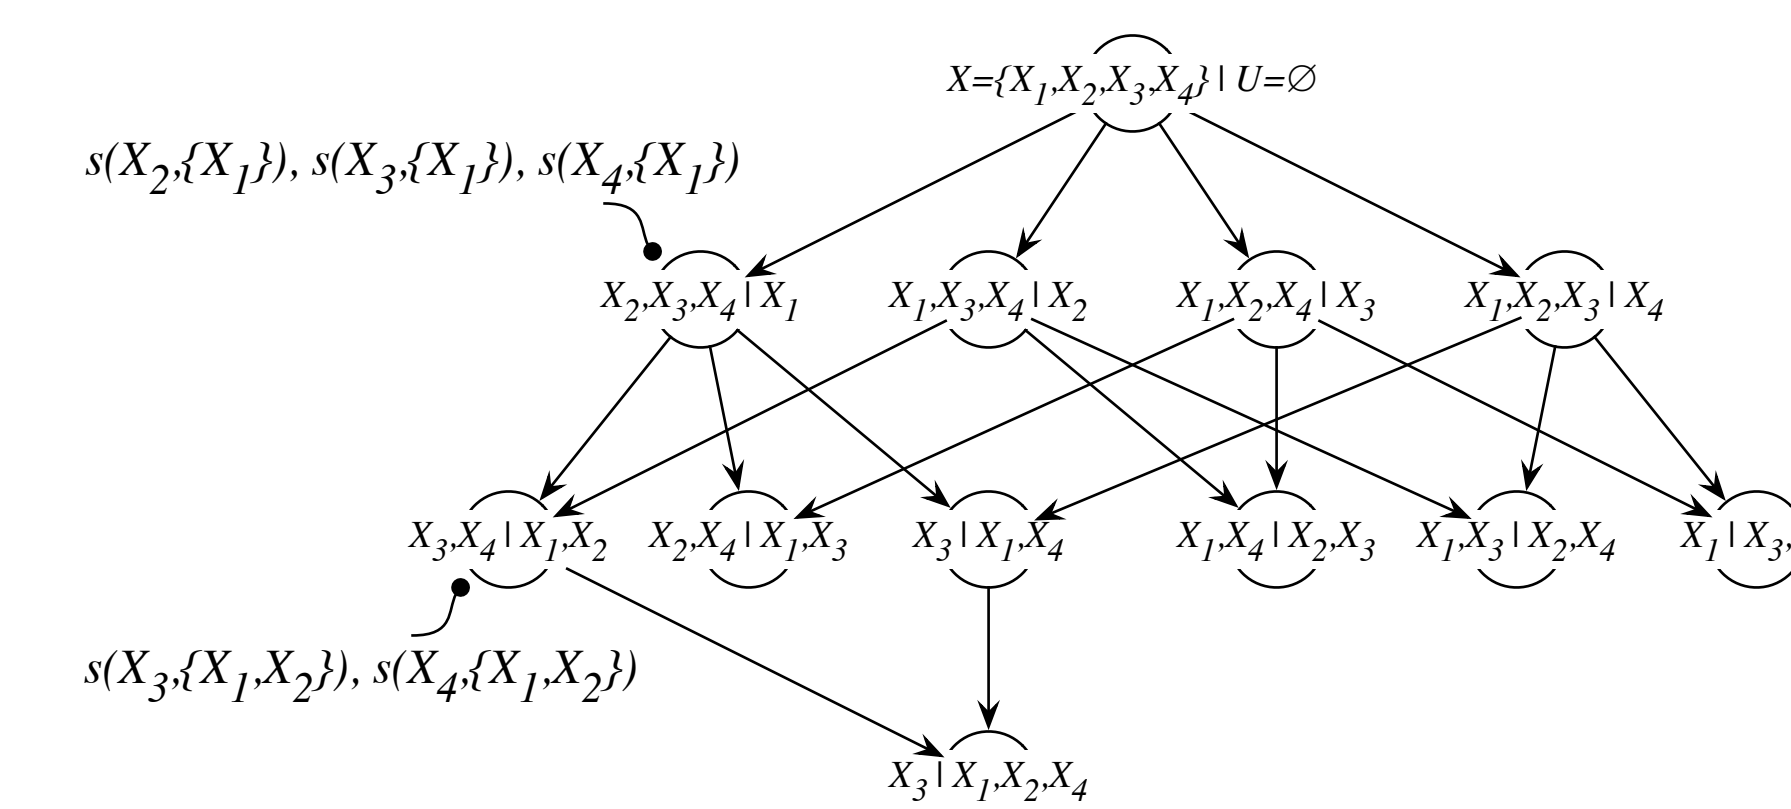 X={X1,X2,X3,X4} | U=∅
s(X2,{X1}), s(X3,{X1}), s(X4,{X1})
X2,X3,X4 | X1
X1,X3,X4 | X2
X1,X2,X4 | X3
X1,X2,X3 | X4
X3,X4 | X1,X2
X2,X4 | X1,X3
X3 | X1,X4
X1,X4 | X2,X3
X1,X3 | X2,X4
X1 | X3,
s(X3,{X1,X2}), s(X4,{X1,X2})
X3 | X1,X2,X4